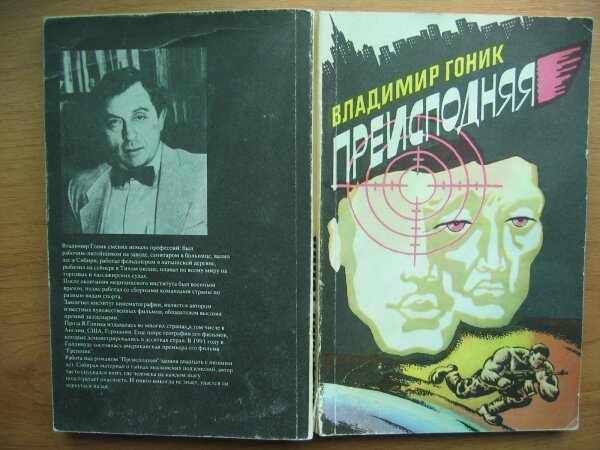 Владимир Гоник сменил немало профессий: был
рабочим-литейщиком на заводе, санитаром в больнице, валил
лес в Сибири, работал фельдшером в хатынской деревне,
рыбачил на сейнере в Тихом океане, плавал по всему миру на
торговых и пассажирских судах.
После окончания медицинского института был военным
врачом, позже работал со сборными командами страны по
разным видам спорта.
Закончил институт кинематографии, является автором
известных художественных фильмов, обладателем высших
премий за сценарии.
Проза В.Гоника издавалась во многих странах, в том числе в
Англии, США, Германии. Еще шире география его фильмов,
которые демонстрировались в десятках стран. В 1991 году в
Голливуде состоялась американская премьера его фильма
Работа над романом "Преисподняя" заняла двадцать с лишним
лет. Собирая материал о тайнах московских подземелий, автор
часто спускался вниз, где человека на каждом шагу
подстерегает опасность. И никто никогда не знает, удастся ли
вернуться назад.
ВЛАДИМИР ГОНИК
ПРЕИСПОДНЯЯ